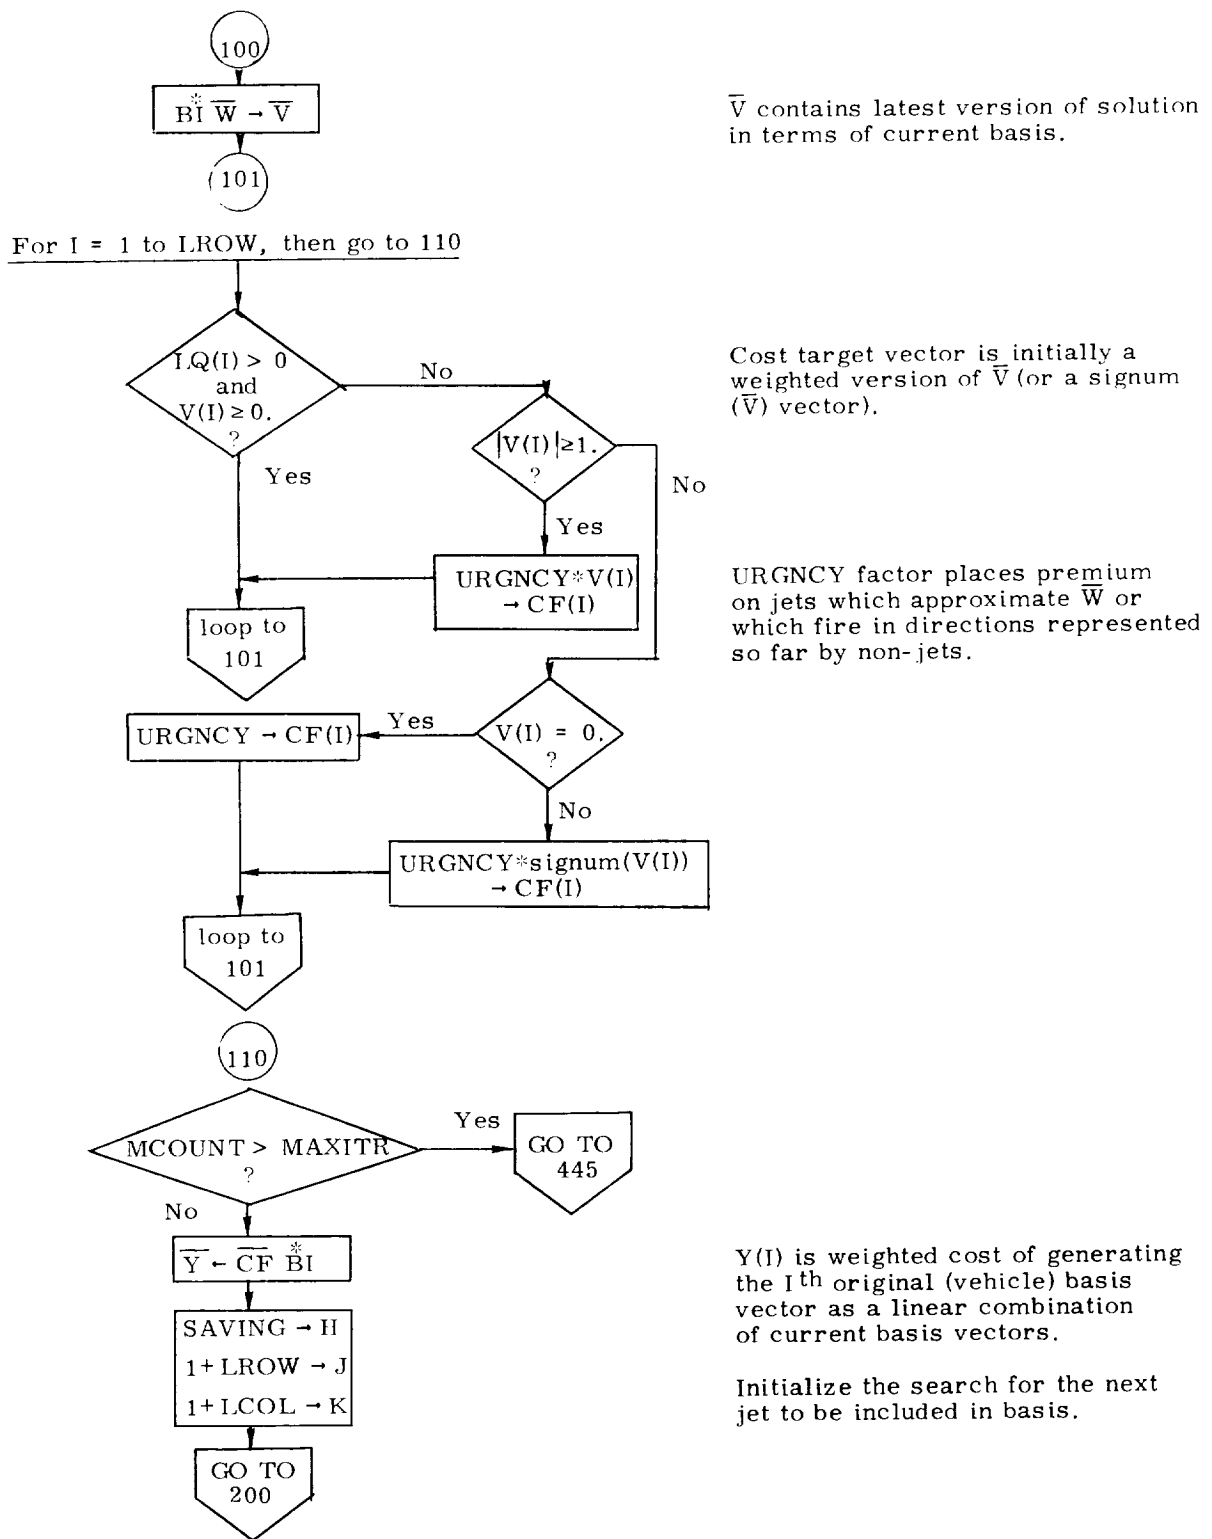 100
B̽I W̅ → V̅
V̅ contains latest version of solution
in terms of current basis.
101
For I = 1 to LROW, then go to 110
LQ(I) > 0
and
V(I) ≥ 0.
?
No
Yes
Cost target vector is initially a
weighted version of V̅ (or a signum
(V̅) vector).
|V(I)| ≥ 1.
?
No
Yes
URGNCY*V(I)
→ CF(I)
URGNCY factor places premium
on jets which approximate W̅ or
which fire in directions represented
so far by non-jets.
loop to
101
V(I) = 0.
?
Yes
URGNCY → CF(I)
No
URGNCY*signum(V(I))
→ CF(I)
loop to
101
110
MCOUNT > MAXITR
?
Yes
GO TO
445
No
Y̅ ← C̅F̅ B̽I
Y(I) is weighted cost of generating
the I th original (vehicle) basis
vector as a linear combination
of current basis vectors.
SAVING → H
1 + LROW → J
1 + LCOL → K
Initialize the search for the next
jet to be included in basis.
GO TO
200